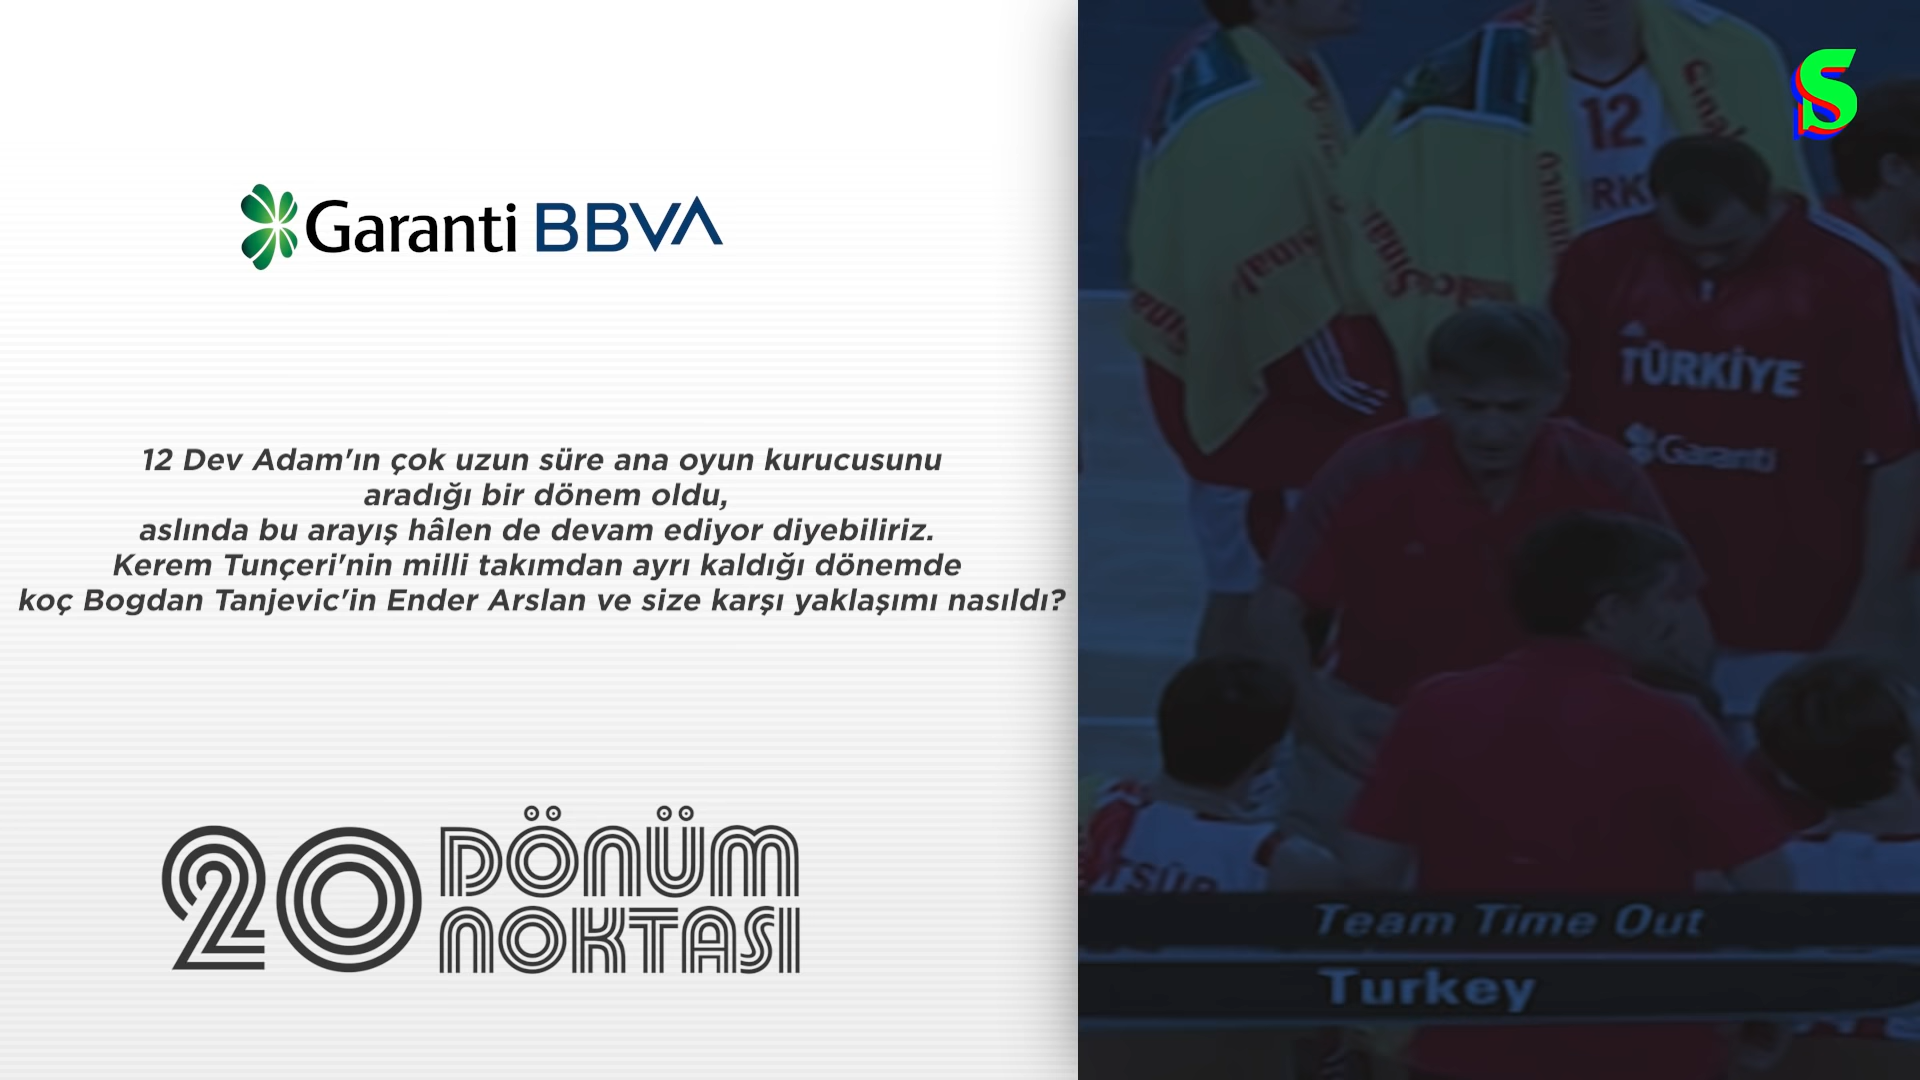 Garanti BBVA
12 Dev Adam'ın çok uzun süre ana oyun kurucusunu
aradığı bir dönem oldu,
aslında bu arayış hâlen de devam ediyor diyebiliriz.
Kerem Tunçeri'nin milli takımdan ayrı kaldığı dönemde
koç Bogdan Tanjevic'in Ender Arslan ve size karşı yaklaşımı nasıldı?
20 DÖNÜM
NOKTASI
S
12
RK
TÜRKİYE
Garanti
Team Time Out
Turkey